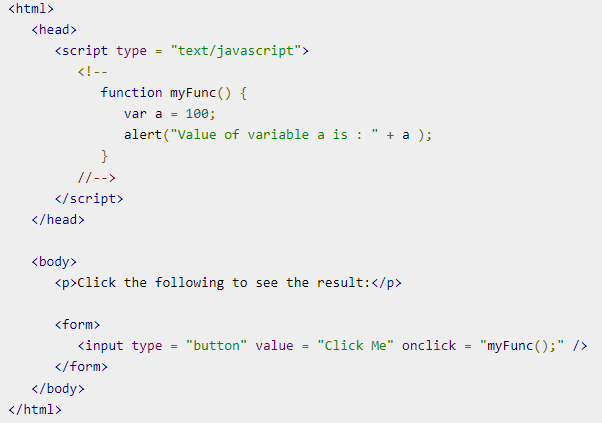 <html>
<head>
<script type = "text/javascript">
<!--
function myFunc() {
var a = 100;
alert("Value of variable a is : " + a );
}
//-->
</script>
</head>
<body>
<p>Click the following to see the result:</p>
<form>
<input type = "button" value = "Click Me" onclick = "myFunc();" />
</form>
</body>
</html>